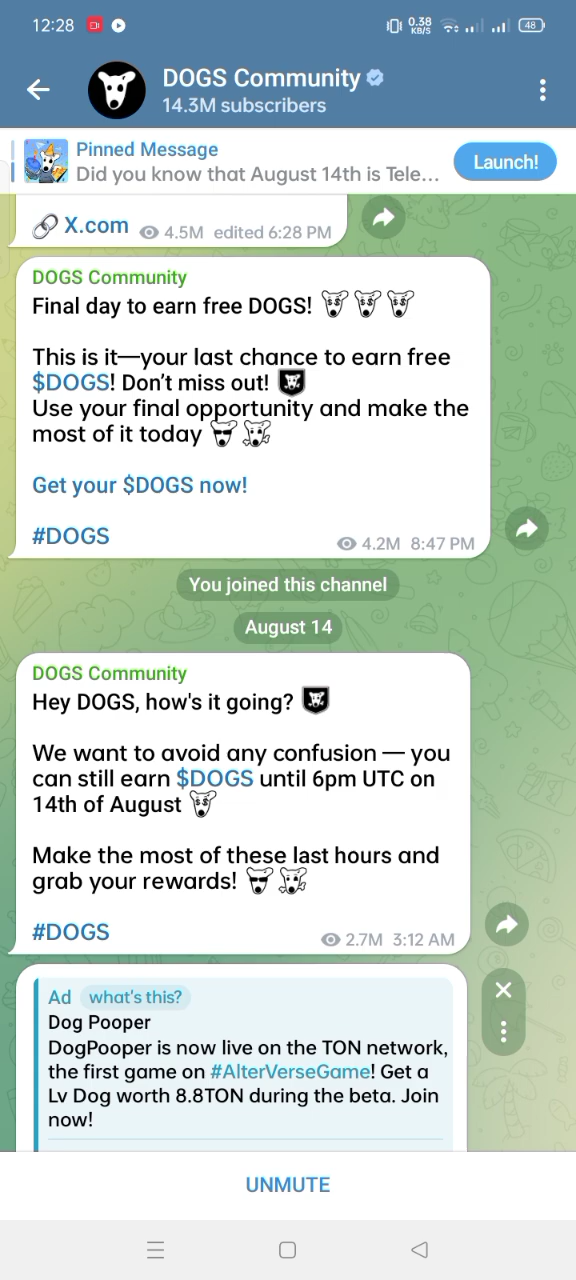 12:28
0.38
KB/S
48
DOGS Community
14.3M subscribers
Pinned Message
Did you know that August 14th is Tele...
Launch!
X.com
4.5M edited 6:28 PM
DOGS Community
Final day to earn free DOGS!
This is it—your last chance to earn free
$DOGS! Don’t miss out!
Use your final opportunity and make the
most of it today
Get your $DOGS now!
#DOGS
4.2M 8:47 PM
You joined this channel
August 14
DOGS Community
Hey DOGS, how's it going?
We want to avoid any confusion — you
can still earn $DOGS until 6pm UTC on
14th of August
Make the most of these last hours and
grab your rewards!
#DOGS
2.7M 3:12 AM
Ad what's this?
Dog Pooper
DogPooper is now live on the TON network,
the first game on #AlterVerseGame! Get a
Lv Dog worth 8.8TON during the beta. Join
now!
UNMUTE